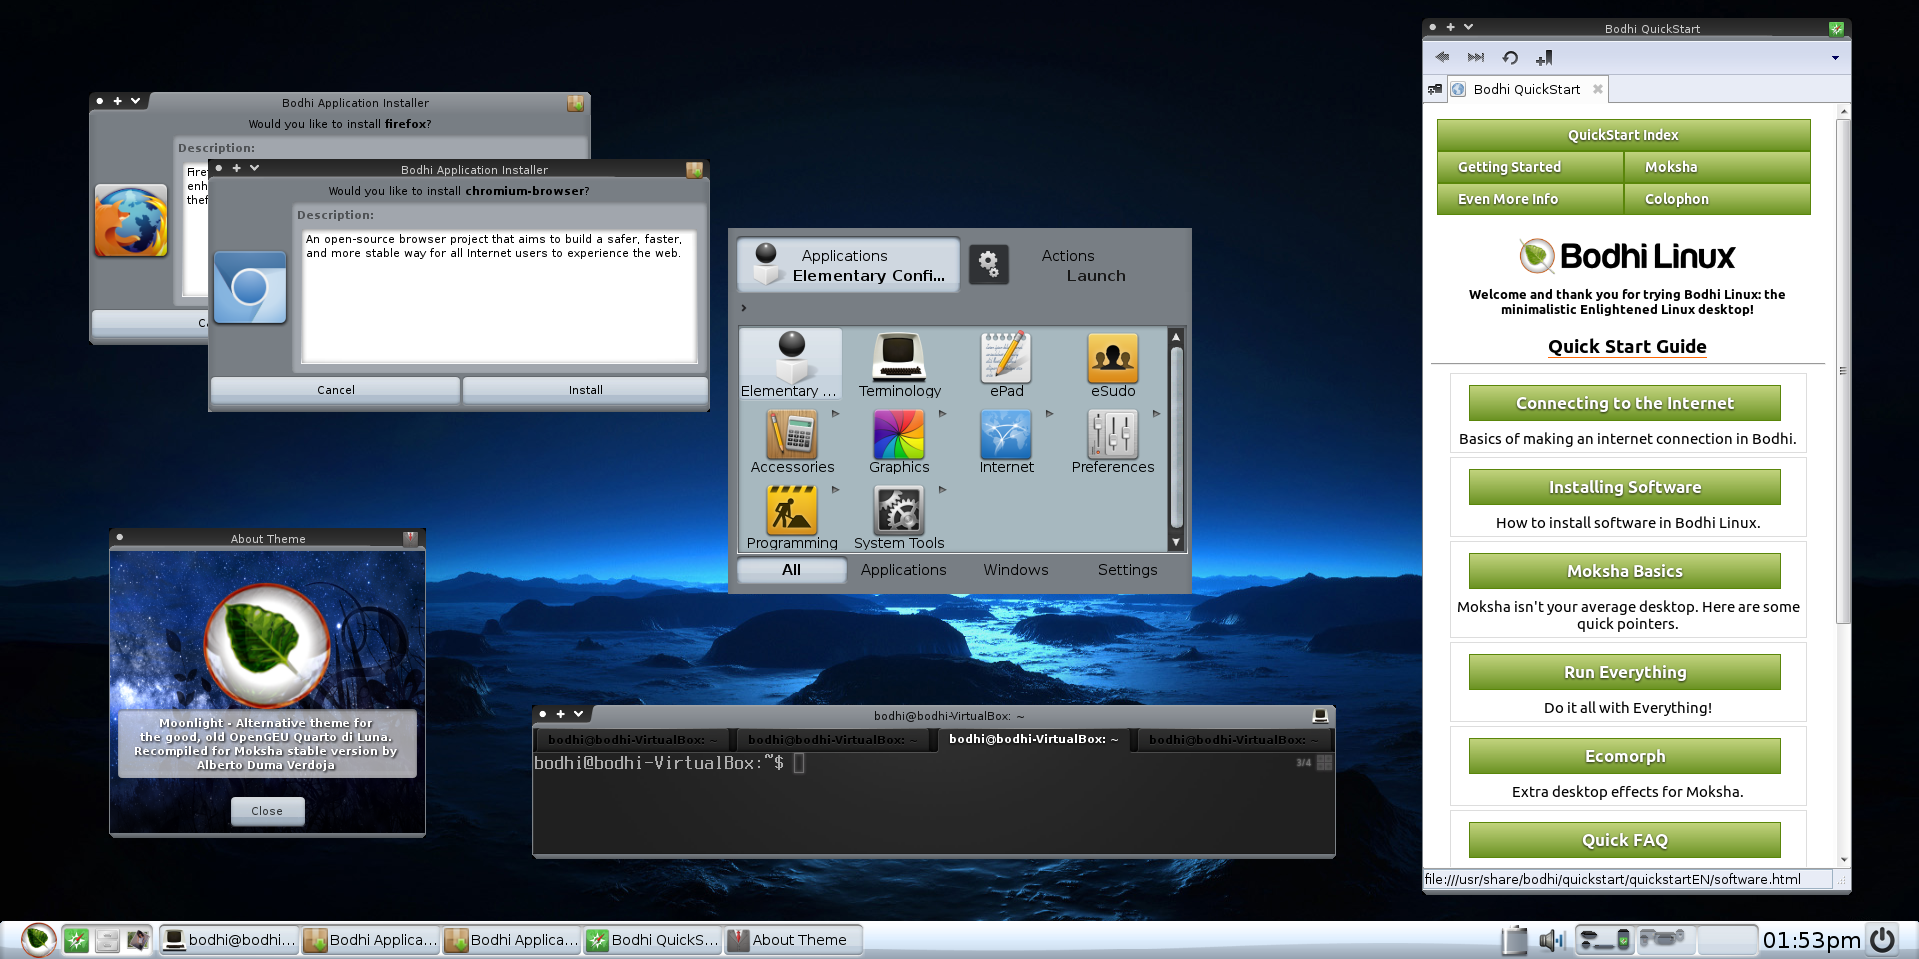 Bodhi Application Installer
Would you like to install firefox?
Description:
Bodhi Application Installer
Would you like to install chromium-browser?
Description:
An open-source browser project that aims to build a safer, faster,
and more stable way for all Internet users to experience the web.
Cancel Install
Applications
Elementary Confi...
Actions
Launch
›
Elementary ... Terminology ePad eSudo
Accessories Graphics Internet Preferences
Programming System Tools
All Applications Windows Settings
About Theme
Moonlight - Alternative theme for
the good, old OpenGEU Quarto di Luna.
Recompiled for Moksha stable version by
Alberto Duma Verdoja
Close
bodhi@bodhi-VirtualBox: ~
bodhi@bodhi-VirtualBox: ~ bodhi@bodhi-VirtualBox: ~ bodhi@bodhi-VirtualBox: ~ bodhi@bodhi-VirtualBox: ~
bodhi@bodhi-VirtualBox:~$
3/4
Bodhi QuickStart
Bodhi QuickStart
QuickStart Index
Getting Started Moksha
Even More Info Colophon
Bodhi Linux
Welcome and thank you for trying Bodhi Linux: the
minimalistic Enlightened Linux desktop!
Quick Start Guide
Connecting to the Internet
Basics of making an internet connection in Bodhi.
Installing Software
How to install software in Bodhi Linux.
Moksha Basics
Moksha isn't your average desktop. Here are some
quick pointers.
Run Everything
Do it all with Everything!
Ecomorph
Extra desktop effects for Moksha.
Quick FAQ
file:///usr/share/bodhi/quickstart/quickstartEN/software.html
bodhi@bodhi... Bodhi Applica... Bodhi Applica... Bodhi QuickS... About Theme 01:53pm